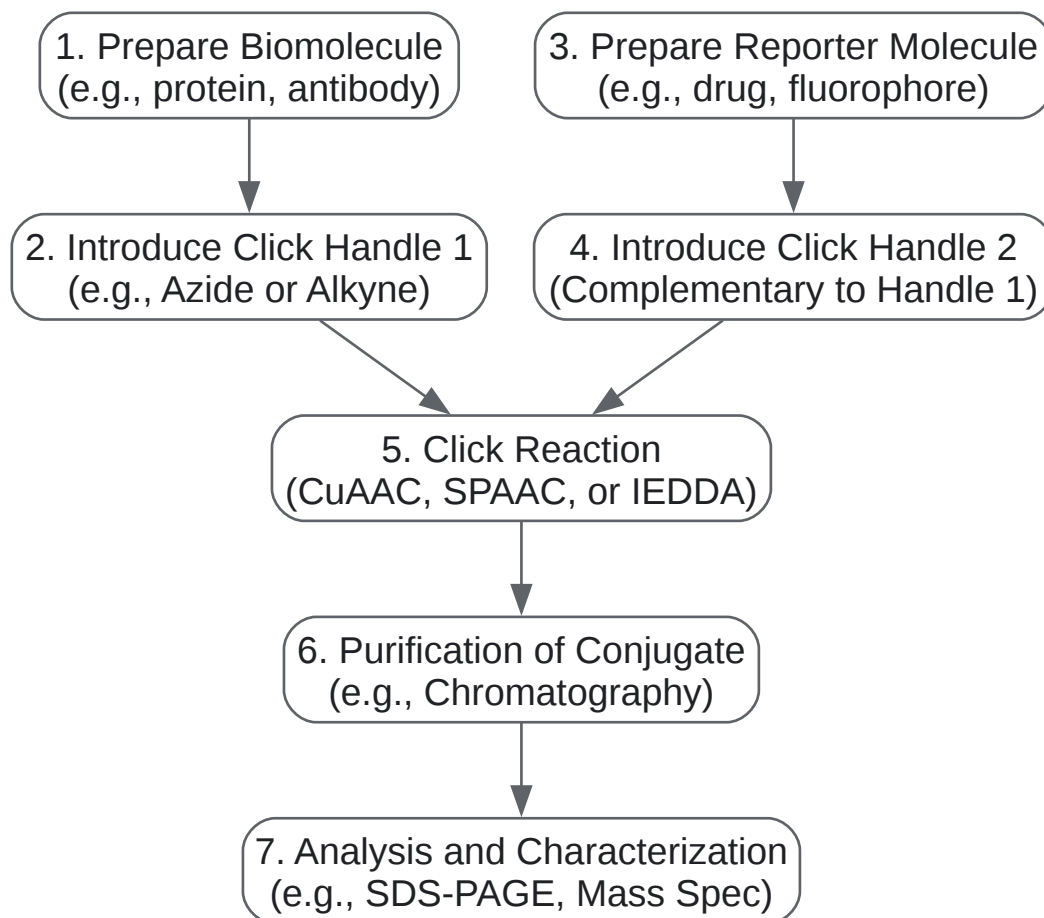 1. Prepare Biomolecule
(e.g., protein, antibody)
3. Prepare Reporter Molecule
(e.g., drug, fluorophore)
2. Introduce Click Handle 1
(e.g., Azide or Alkyne)
4. Introduce Click Handle 2
(Complementary to Handle 1)
5. Click Reaction
(CuAAC, SPAAC, or IEDDA)
6. Purification of Conjugate
(e.g., Chromatography)
7. Analysis and Characterization
(e.g., SDS-PAGE, Mass Spec)